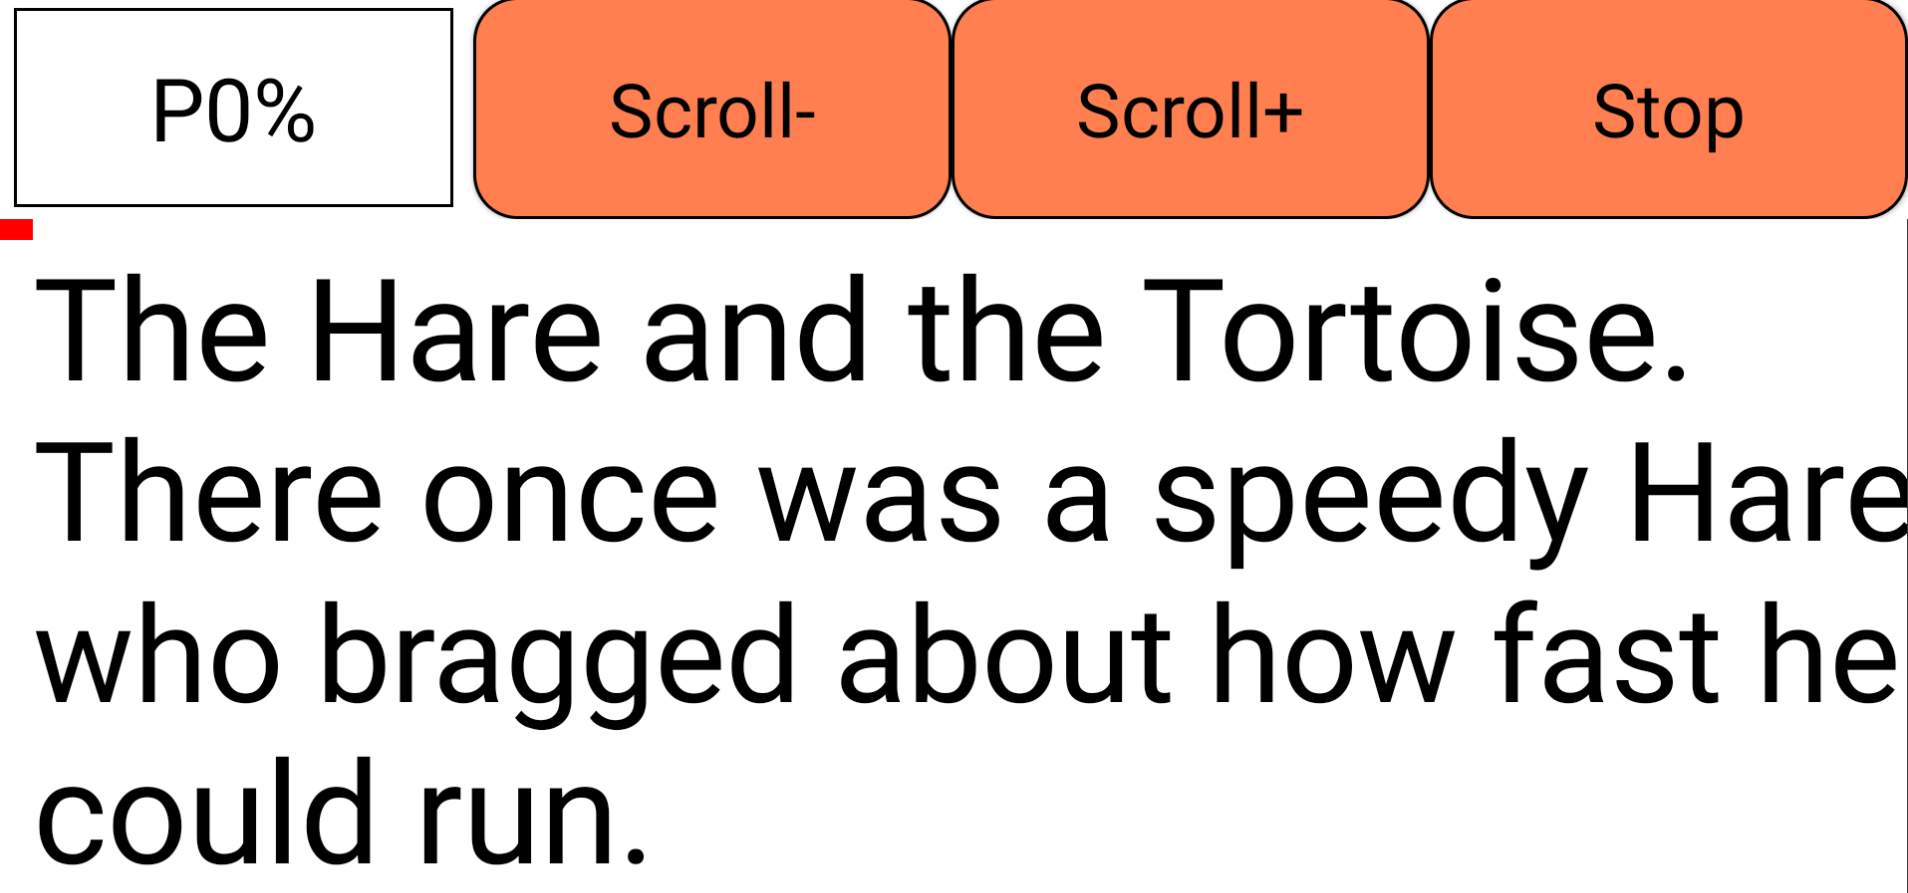 P0%
Scroll-
Scroll+
Stop
The Hare and the Tortoise.
There once was a speedy Hare
who bragged about how fast he
could run.